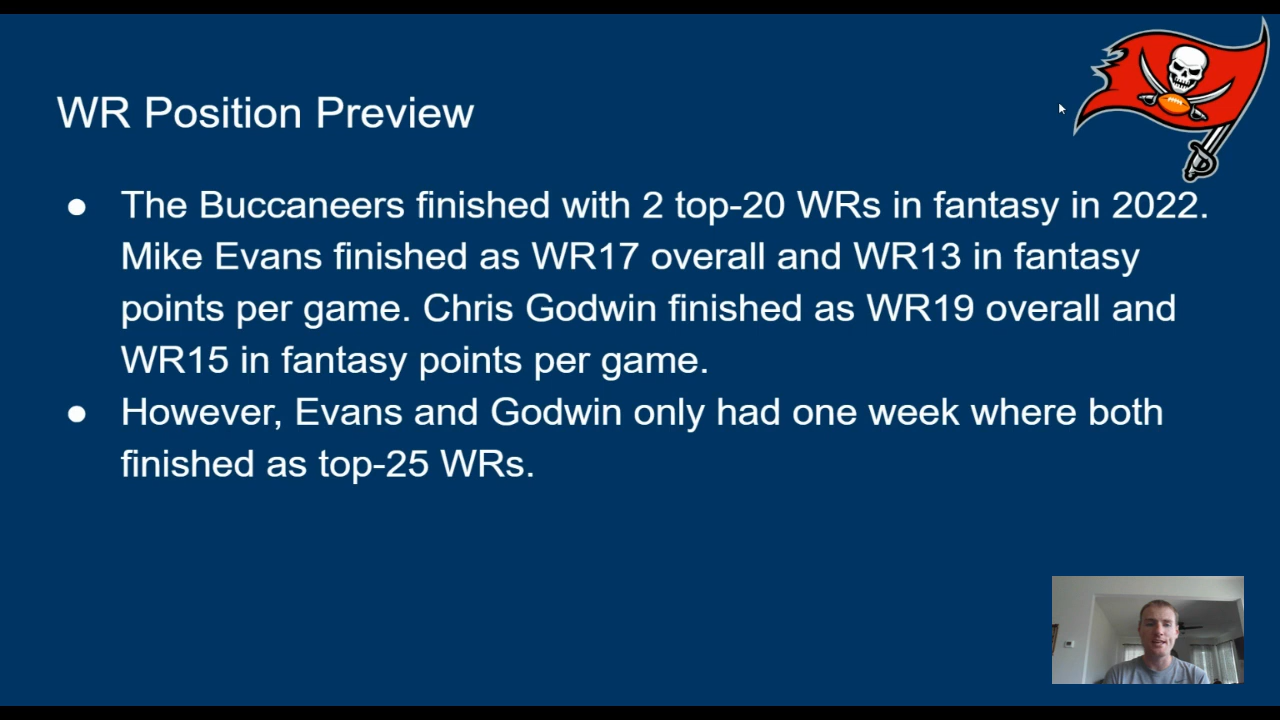 WR Position Preview
● The Buccaneers finished with 2 top-20 WRs in fantasy in 2022.
Mike Evans finished as WR17 overall and WR13 in fantasy
points per game. Chris Godwin finished as WR19 overall and
WR15 in fantasy points per game.
● However, Evans and Godwin only had one week where both
finished as top-25 WRs.